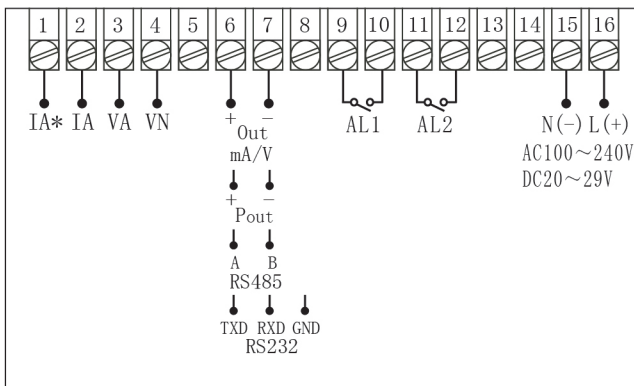 1 2 3 4 5 6 7 8 9 10 11 12 13 14 15 16
IA* IA VA VN + - AL1 AL2 N(-) L(+)
Out
mA/V
AC100～240V
DC20～29V
+ -
Pout
A B
RS485
TXD RXD GND
RS232